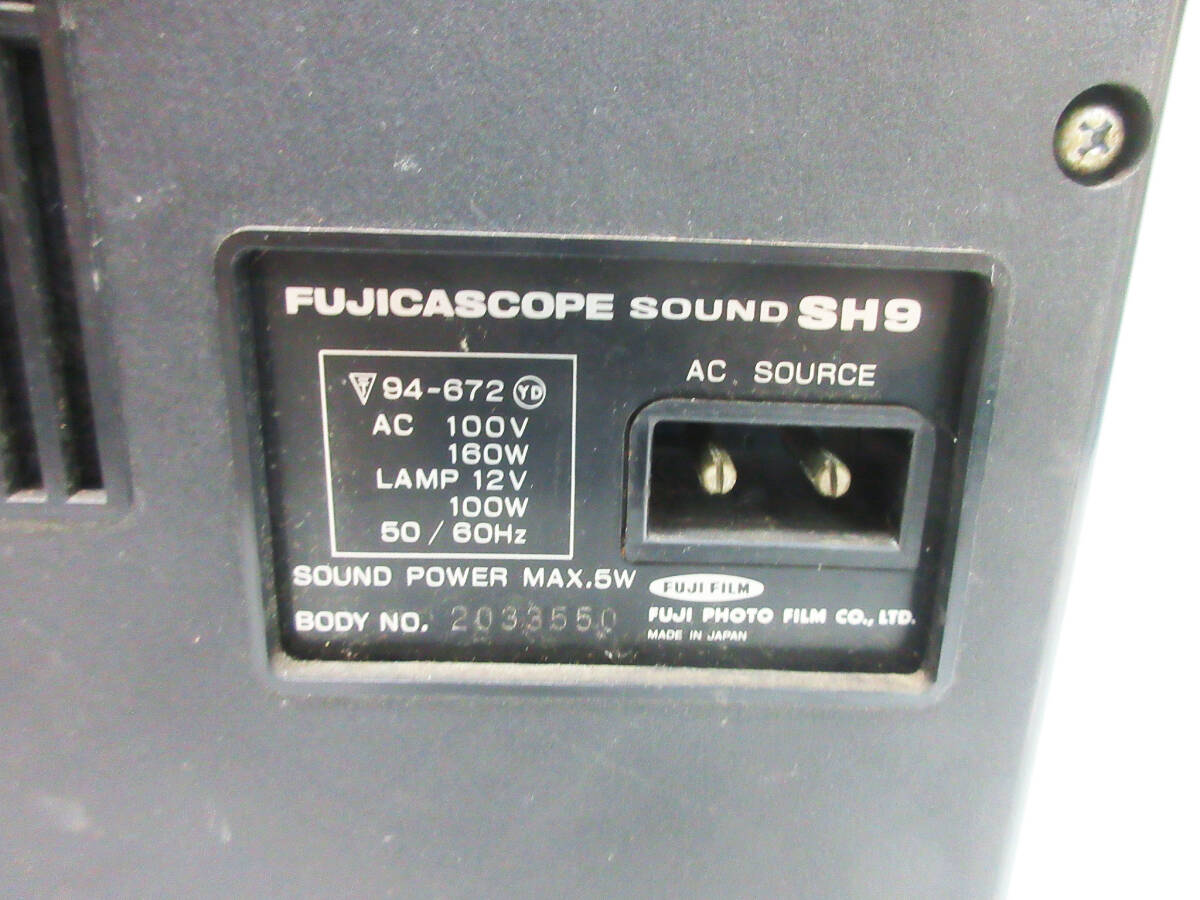 FUJICASCOPE SOUND SH9
T 94-672 YD
AC 100V
160W
LAMP 12V
100W
50 / 60Hz
AC SOURCE
SOUND POWER MAX.5W
BODY NO. 2033550
FUJI FILM
FUJI PHOTO FILM CO., LTD.
MADE IN JAPAN